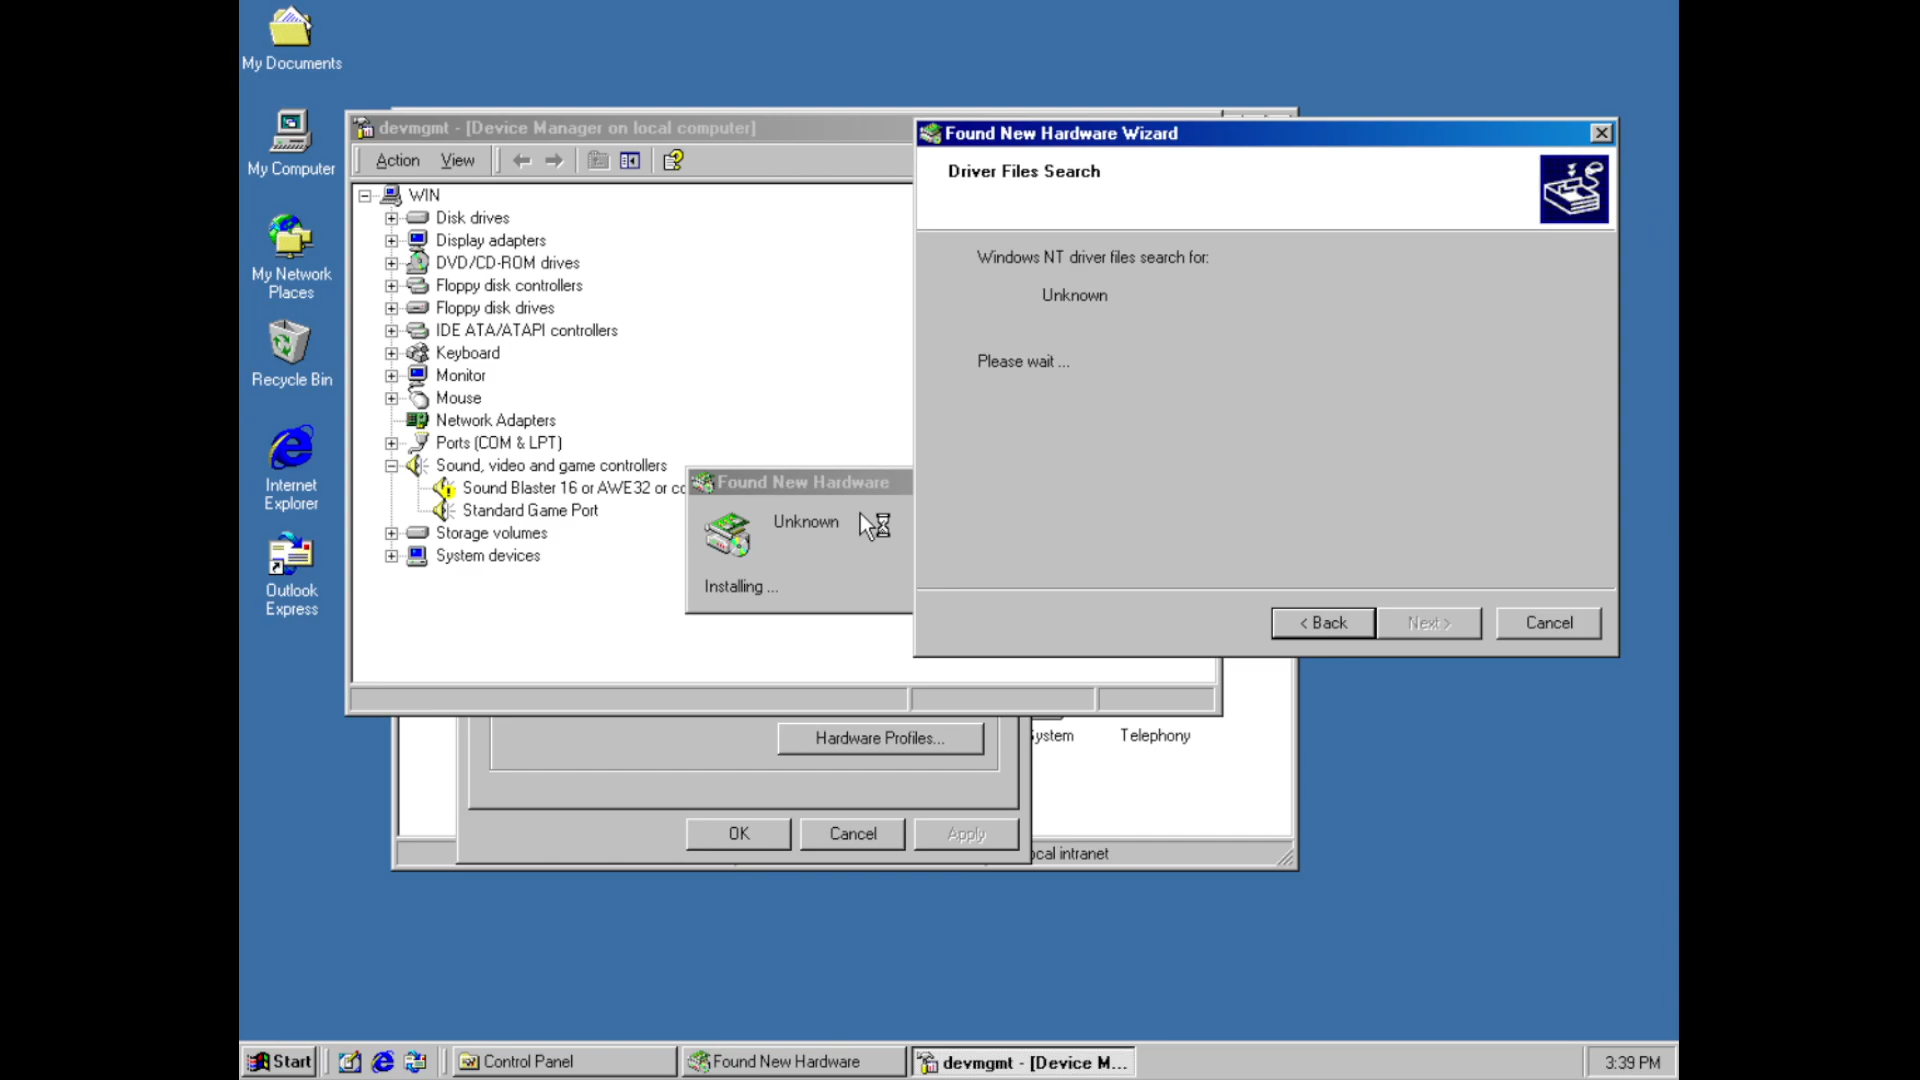 My Documents
My Computer
My Network
Places
Recycle Bin
Internet
Explorer
Outlook
Express
devmgmt - [Device Manager on local computer]
Action View
WIN
Disk drives
Display adapters
DVD/CD-ROM drives
Floppy disk controllers
Floppy disk drives
IDE ATA/ATAPI controllers
Keyboard
Monitor
Mouse
Network Adapters
Ports (COM & LPT)
Sound, video and game controllers
Sound Blaster 16 or AWE32 or co
Standard Game Port
Storage volumes
System devices
Found New Hardware
Unknown
Installing ...
Found New Hardware Wizard
Driver Files Search
Windows NT driver files search for:
Unknown
Please wait ...
< Back Next > Cancel
Hardware Profiles...
System Telephony
OK Cancel Apply
ocal intranet
Start Control Panel Found New Hardware devmgmt - [Device M... 3:39 PM